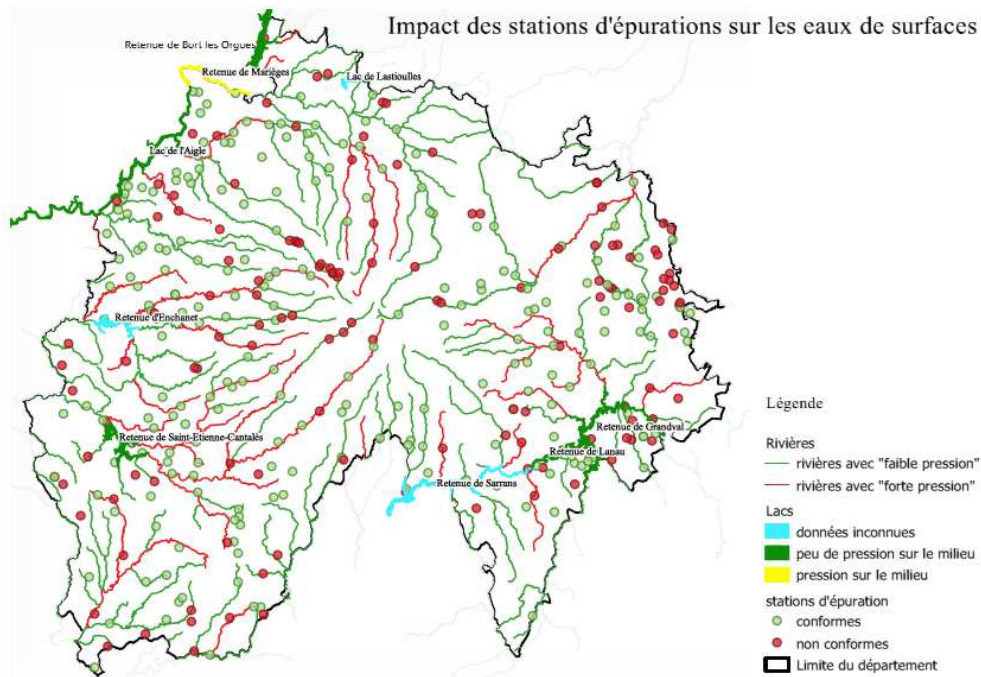 Impact des stations d'épurations sur les eaux de surfaces
Retenue de Bort les Orgues
Retenue de Marièges
Lac de Lastioulles
Lac de l'Aigle
Retenue d'Enchanet
Retenue de Saint-Etienne-Cantalès
Retenue de Grandval
Retenue de Lanau
Retenue de Sarrans
Légende
Rivières
rivières avec "faible pression"
rivières avec "forte pression"
Lacs
données inconnues
peu de pression sur le milieu
pression sur le milieu
stations d'épuration
conformes
non conformes
Limite du département